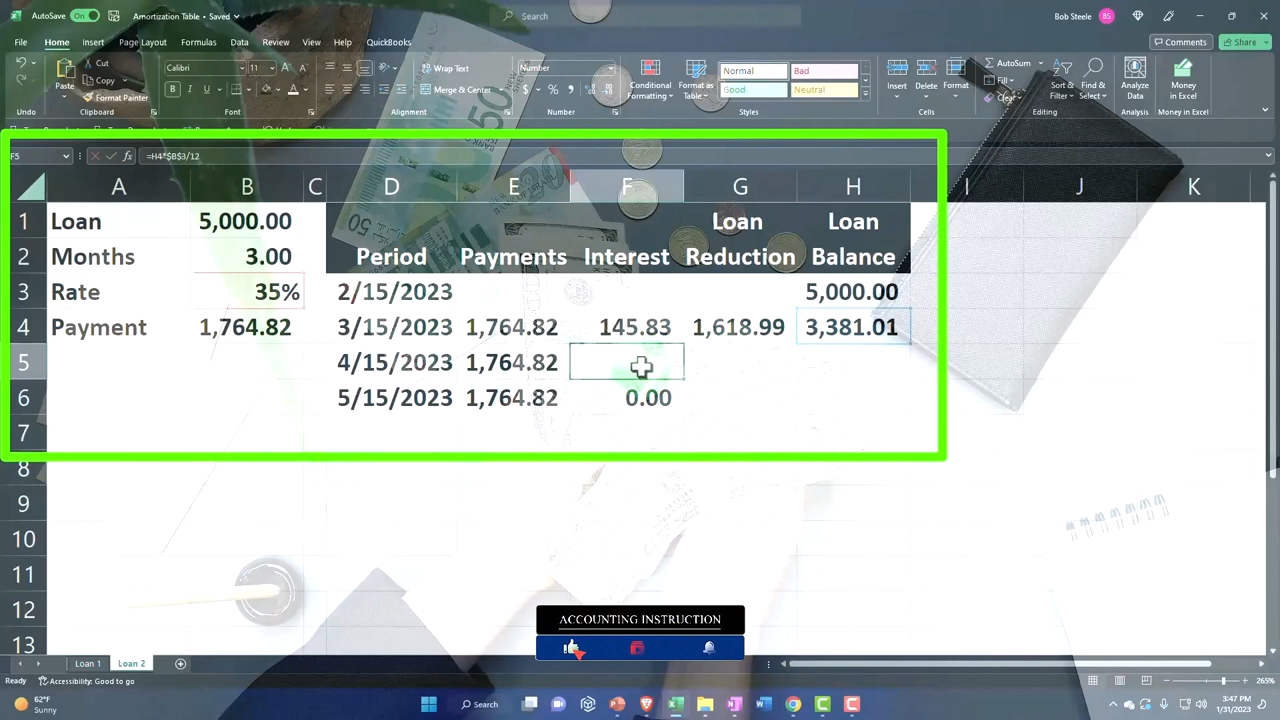 AutoSave On Amortization Table • Saved Search Bob Steele BS
File Home Insert Page Layout Formulas Data Review View Help QuickBooks Comments Share
Cut
Copy
Format Painter
Paste
Calibri 11
B I U
Wrap Text
Merge & Center
Number
$ % ,
Conditional Formatting
Format as Table
Normal Bad
Good Neutral
Insert Delete Format
AutoSum
Fill
Clear
Sort & Filter
Find & Select
Analyze Data
Money in Excel
Undo Clipboard Font Alignment Number Styles Cells Editing Analysis Money in Excel
F5 fx =H4*$B$3/12
A B C D E F G H I J K
1 Loan 5,000.00 Loan Loan
2 Months 3.00 Period Payments Interest Reduction Balance
3 Rate 35% 2/15/2023 5,000.00
4 Payment 1,764.82 3/15/2023 1,764.82 145.83 1,618.99 3,381.01
5 4/15/2023 1,764.82
6 5/15/2023 1,764.82 0.00
7
8
9
10
11
12
13
ACCOUNTING INSTRUCTION
Loan 1 Loan 2
Ready Accessibility: Good to go 265%
62°F
Sunny
Search
3:47 PM
1/31/2023